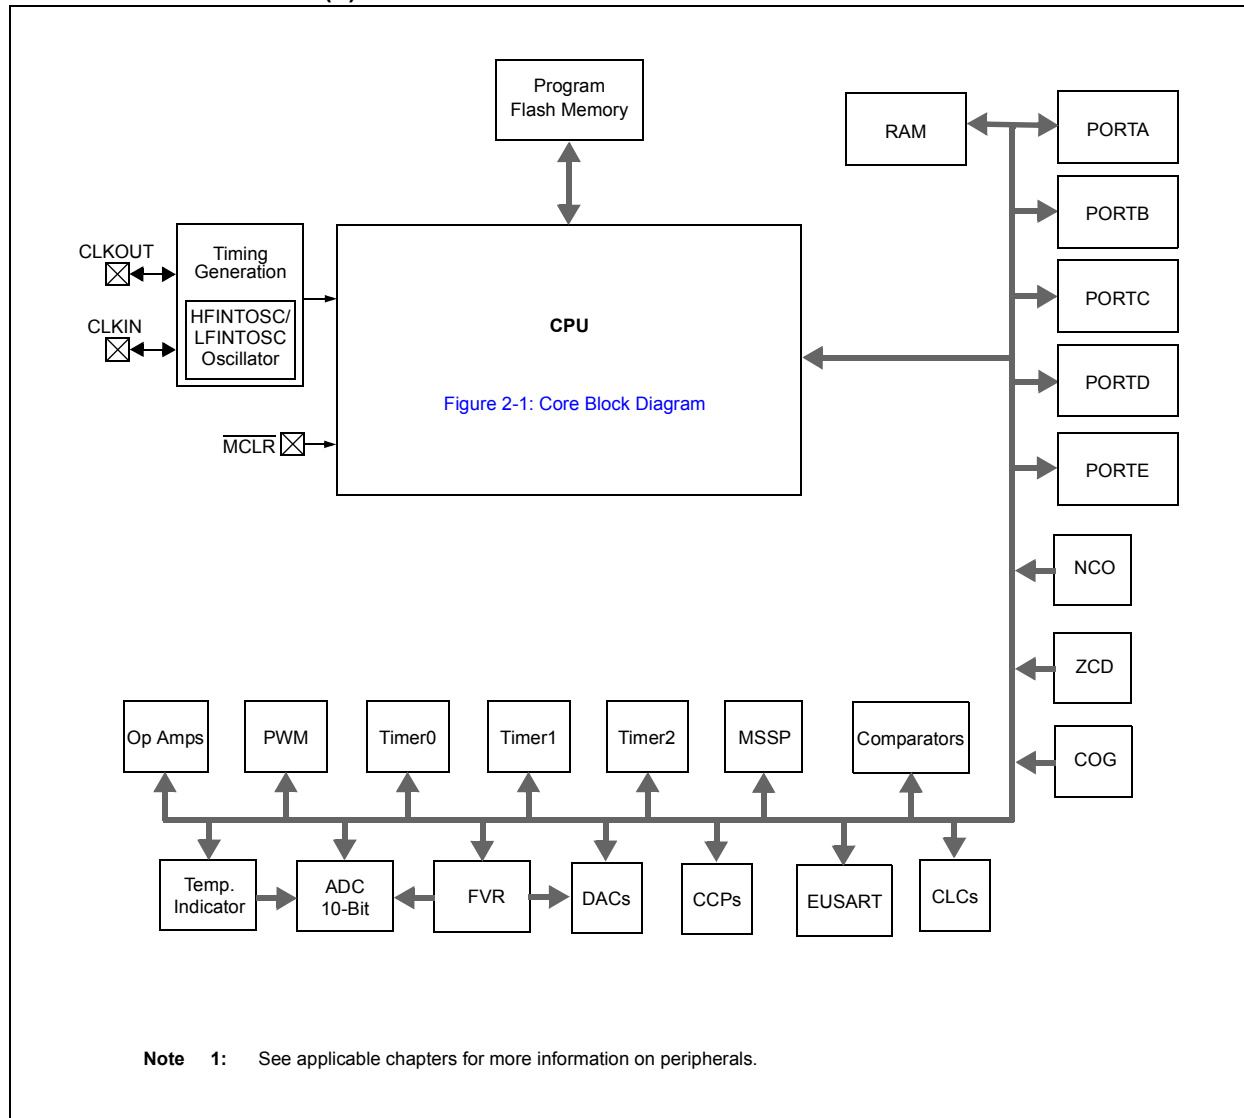 Program
Flash Memory
RAM
PORTA
PORTB
CLKOUT
Timing
Generation
PORTC
HFINTOSC/
LFINTOSC
Oscillator
CLKIN
CPU
PORTD
Figure 2-1: Core Block Diagram
MCLR
PORTE
NCO
ZCD
Op Amps
PWM
Timer0
Timer1
Timer2
MSSP
Comparators
COG
Temp.
Indicator
ADC
10-Bit
FVR
DACs
CCPs
EUSART
CLCs
Note 1: See applicable chapters for more information on peripherals.